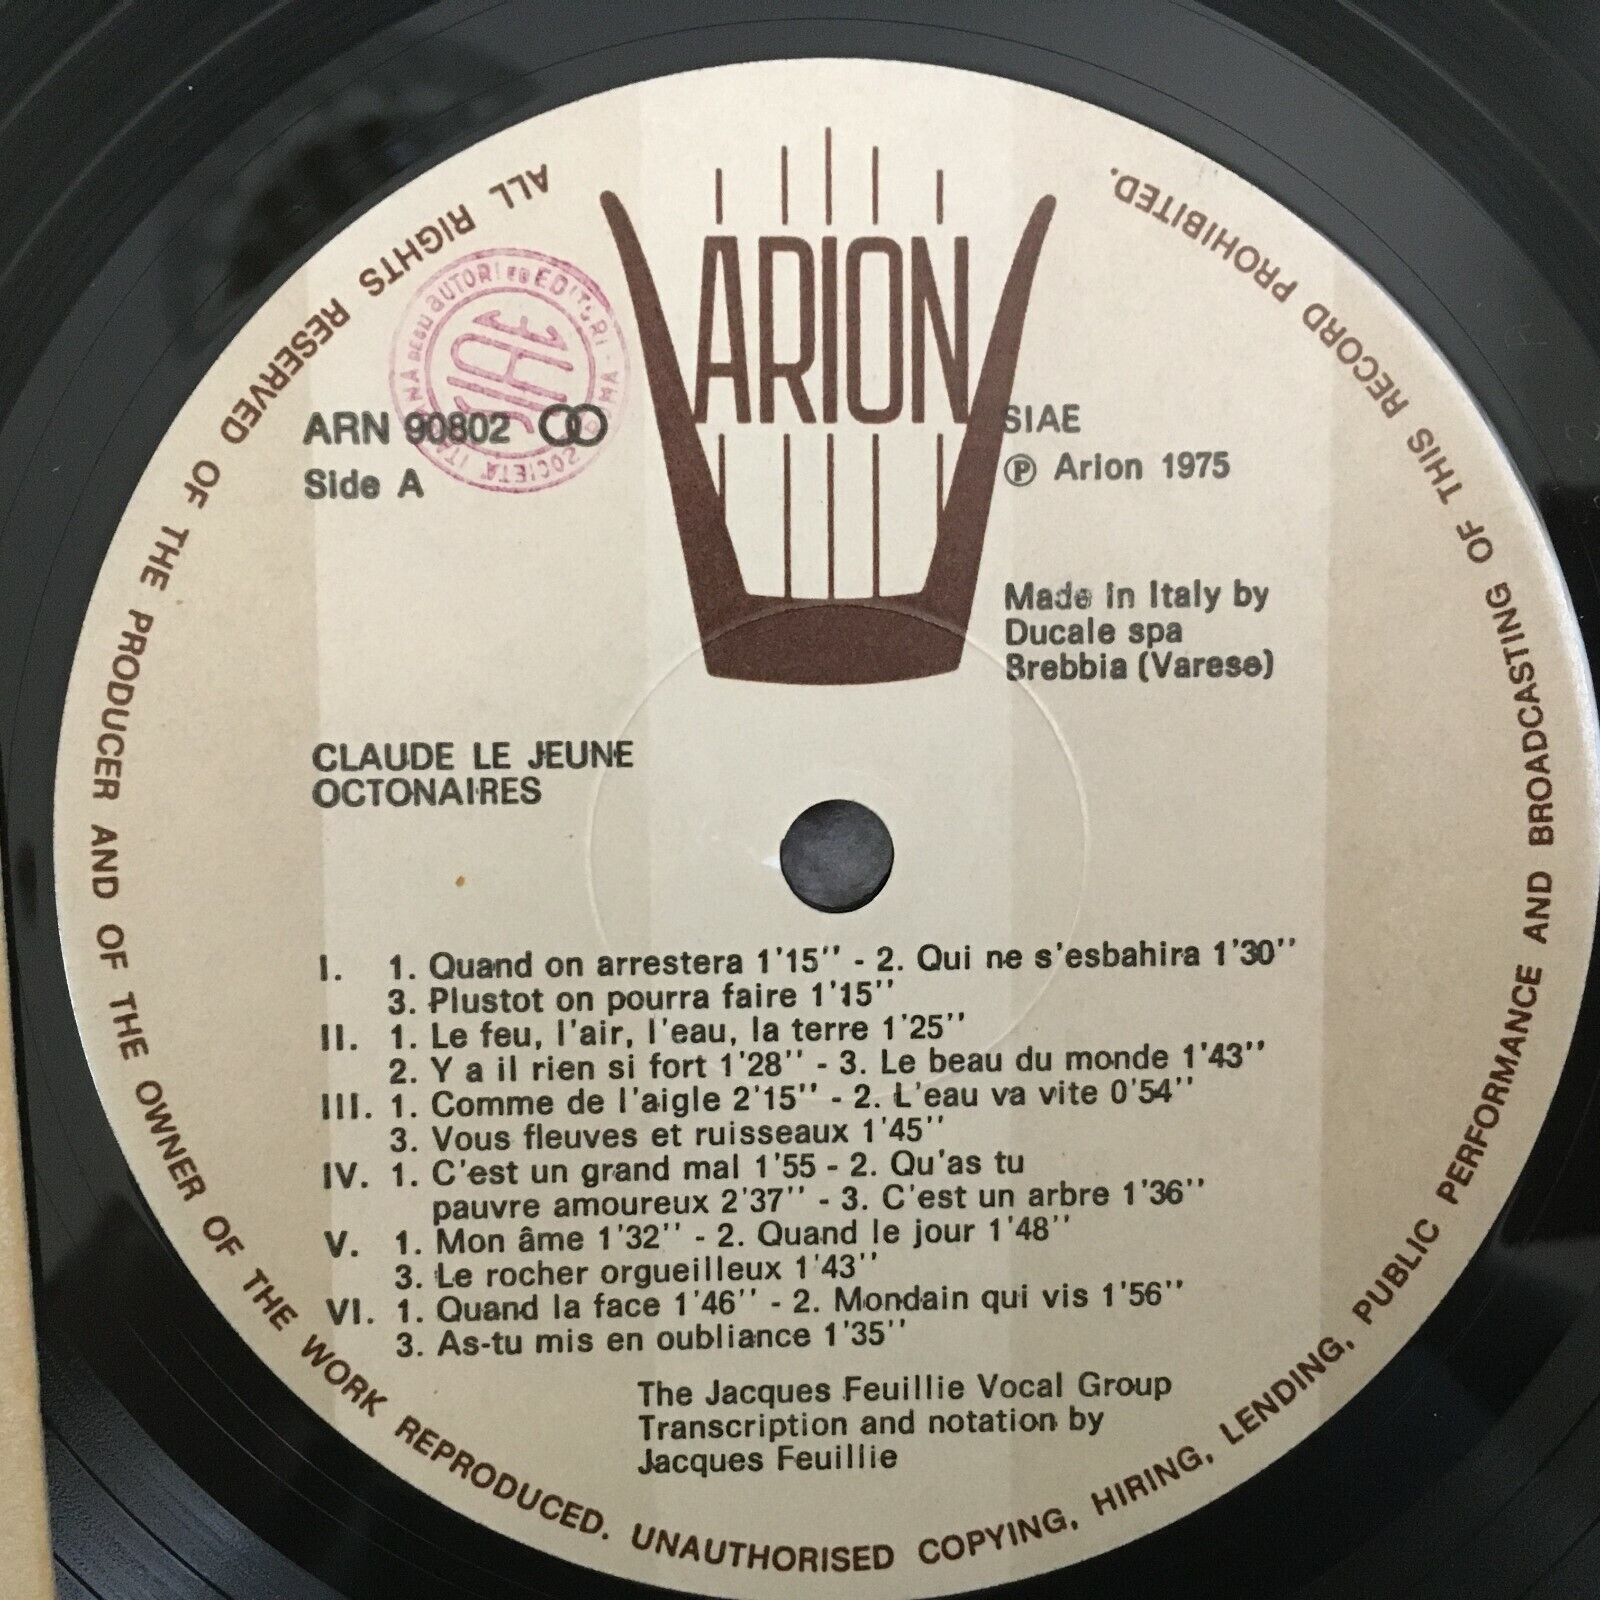 ALL RIGHTS RESERVED OF THE PRODUCER AND OF THE OWNER OF THE WORK REPRODUCED. UNAUTHORISED COPYING, HIRING, LENDING, PUBLIC PERFORMANCE AND BROADCASTING OF THIS RECORD PROHIBITED.
ARION
SOCIETÀ ITALIANA DEGLI AUTORI ED EDITORI
SIAE
ARN 90802
Side A
SIAE
Ⓟ Arion 1975
Made in Italy by
Ducale spa
Brebbia (Varese)
CLAUDE LE JEUNE
OCTONAIRES
I. 1. Quand on arrestera 1'15'' - 2. Qui ne s'esbahira 1'30''
3. Plustot on pourra faire 1'15''
II. 1. Le feu, l'air, l'eau, la terre 1'25''
2. Y a il rien si fort 1'28'' - 3. Le beau du monde 1'43''
III. 1. Comme de l'aigle 2'15'' - 2. L'eau va vite 0'54''
3. Vous fleuves et ruisseaux 1'45''
IV. 1. C'est un grand mal 1'55 - 2. Qu'as tu
pauvre amoureux 2'37'' - 3. C'est un arbre 1'36''
V. 1. Mon âme 1'32'' - 2. Quand le jour 1'48''
3. Le rocher orgueilleux 1'43''
VI. 1. Quand la face 1'46'' - 2. Mondain qui vis 1'56''
3. As-tu mis en oubliance 1'35''
The Jacques Feuillie Vocal Group
Transcription and notation by
Jacques Feuillie